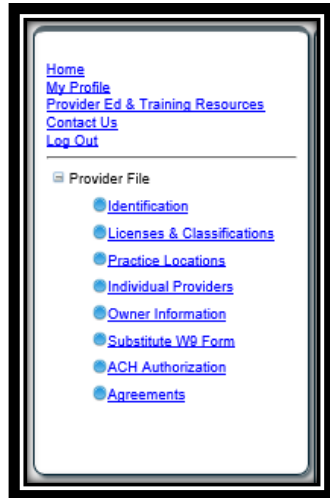 Home
My Profile
Provider Ed & Training Resources
Contact Us
Log Out
Provider File
Identification
Licenses & Classifications
Practice Locations
Individual Providers
Owner Information
Substitute W9 Form
ACH Authorization
Agreements